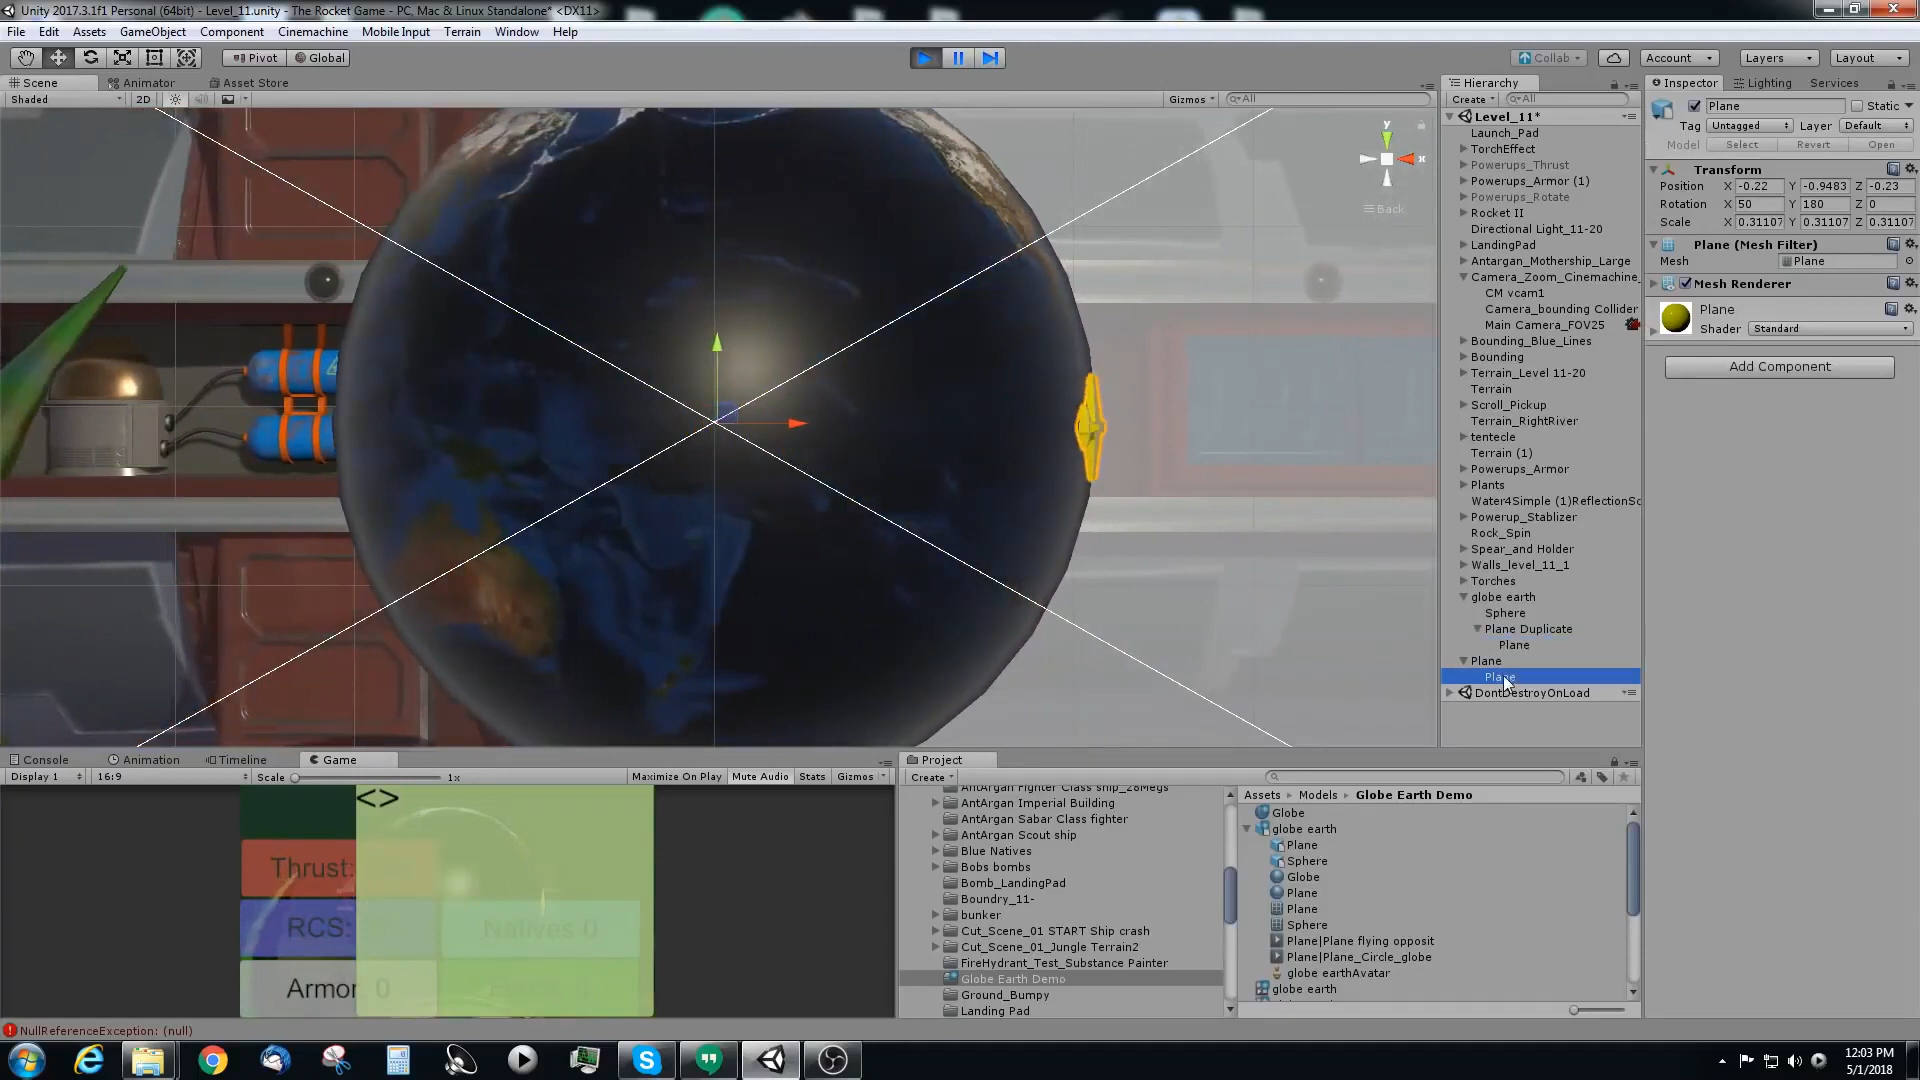 Unity 2017.3.1f1 Personal (64bit) - Level_11.unity - The Rocket Game - PC, Mac & Linux Standalone* <DX11>
File Edit Assets GameObject Component Cinemachine Mobile Input Terrain Window Help
Pivot Global Collab Account Layers Layout
Scene Animator Asset Store
Shaded 2D Gizmos All
y
x
Back
Hierarchy
Create All
Level_11*
Launch_Pad
TorchEffect
Powerups_Thrust
Powerups_Armor (1)
Powerups_Rotate
Rocket II
Directional Light_11-20
LandingPad
Antargan_Mothership_Large
Camera_Zoom_Cinemachine_
CM vcam1
Camera_bounding Collider
Main Camera_FOV25
Bounding_Blue_Lines
Bounding
Terrain_Level 11-20
Terrain
Scroll_Pickup
Terrain_RightRiver
tentecle
Terrain (1)
Powerups_Armor
Plants
Water4Simple (1)ReflectionSc
Powerup_Stablizer
Rock_Spin
Spear_and Holder
Walls_level_11_1
Torches
globe earth
Sphere
Plane Duplicate
Plane
Plane
Plane
DontDestroyOnLoad
Inspector Lighting Services
Plane Static
Tag Untagged Layer Default
Model Select Revert Open
Transform
Position X -0.22 Y -0.9483 Z -0.23
Rotation X 50 Y 180 Z 0
Scale X 0.31107 Y 0.31107 Z 0.31107
Plane (Mesh Filter)
Mesh Plane
Mesh Renderer
Plane
Shader Standard
Add Component
Console Animation Timeline Game
Display 1 16:9 Scale 1x Maximize On Play Mute Audio Stats Gizmos
<>
Thrust:
RCS: Natives 0
Armor 0
Project
Create
AntArgan Fighter Class ship_28Megs
AntArgan Imperial Building
AntArgan Sabar Class fighter
AntArgan Scout ship
Blue Natives
Bobs bombs
Bomb_LandingPad
Boundry_11-
bunker
Cut_Scene_01 START Ship crash
Cut_Scene_01_Jungle Terrain2
FireHydrant_Test_Substance Painter
Globe Earth Demo
Ground_Bumpy
Landing Pad
Assets Models Globe Earth Demo
Globe
globe earth
Plane
Sphere
Globe
Plane
Plane
Sphere
Plane|Plane flying opposit
Plane|Plane_Circle_globe
globe earthAvatar
globe earth
NullReferenceException: (null)
12:03 PM
5/1/2018